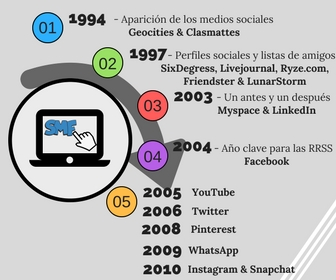 01
1994 - Aparición de los medios sociales
Geocities & Clasmattes
02
1997 - Perfiles sociales y listas de amigos
SixDegress, Livejournal, Ryze.com,
Friendster & LunarStorm
03
2003 - Un antes y un después
Myspace & LinkedIn
SMF
04
2004 - Año clave para las RRSS
Facebook
05
2005 YouTube
2006 Twitter
2008 Pinterest
2009 WhatsApp
2010 Instagram & Snapchat